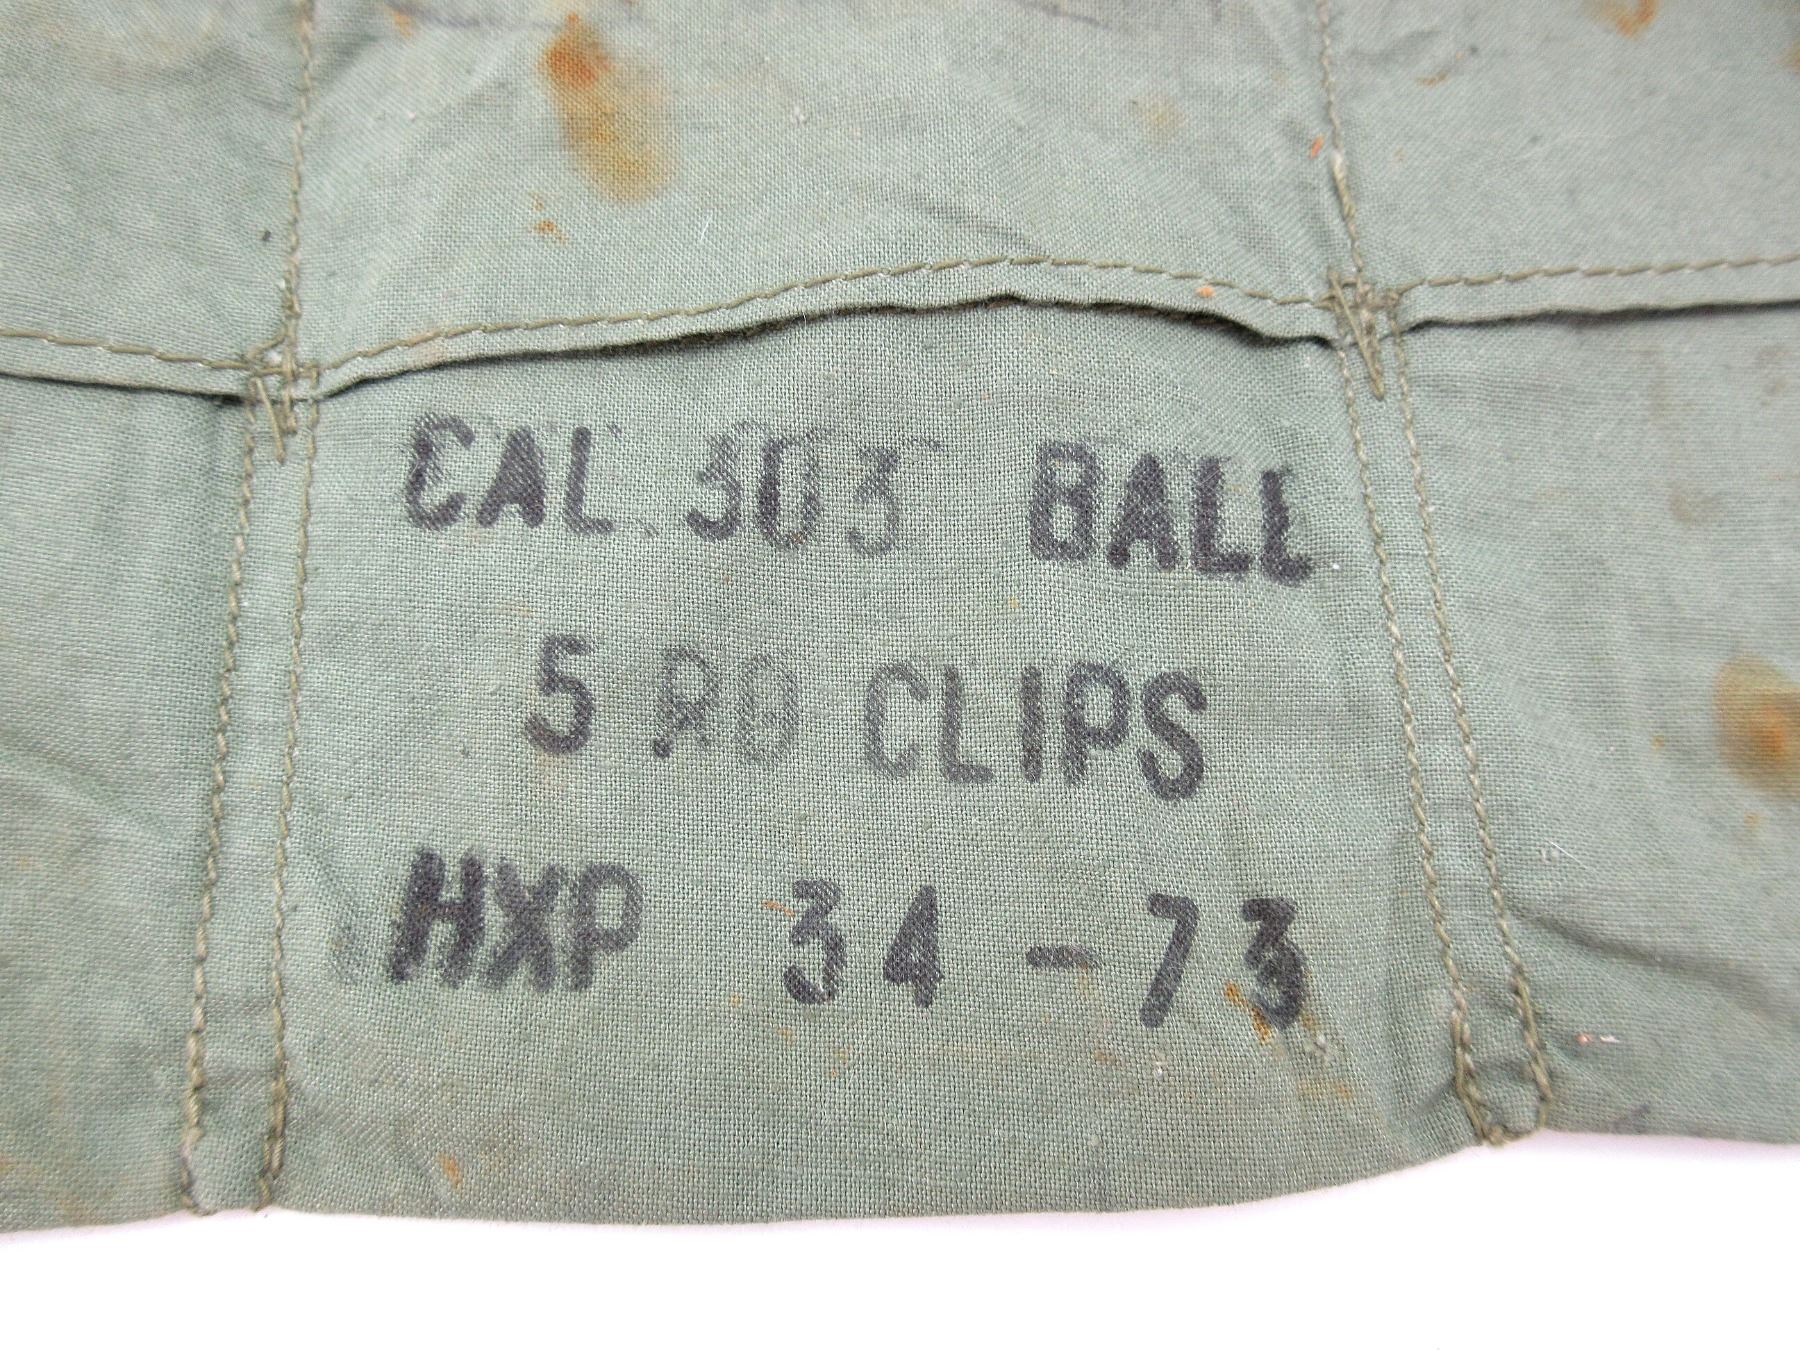 CAL .303 BALL
5 RD CLIPS
HXP 34-73